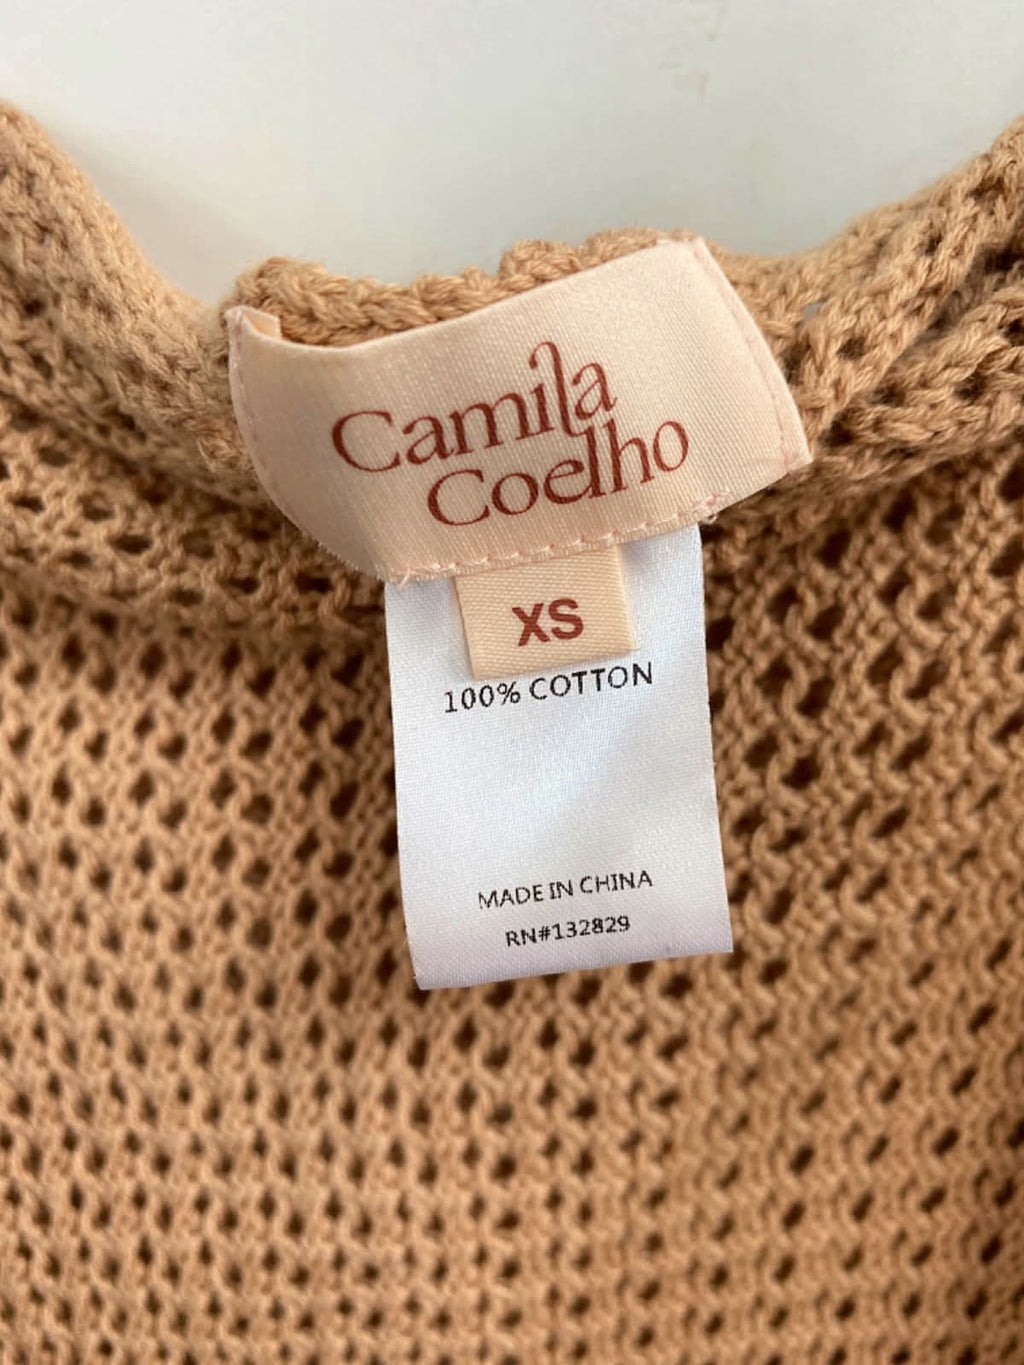 Camila
Coelho
XS
100% COTTON
MADE IN CHINA
RN#132829